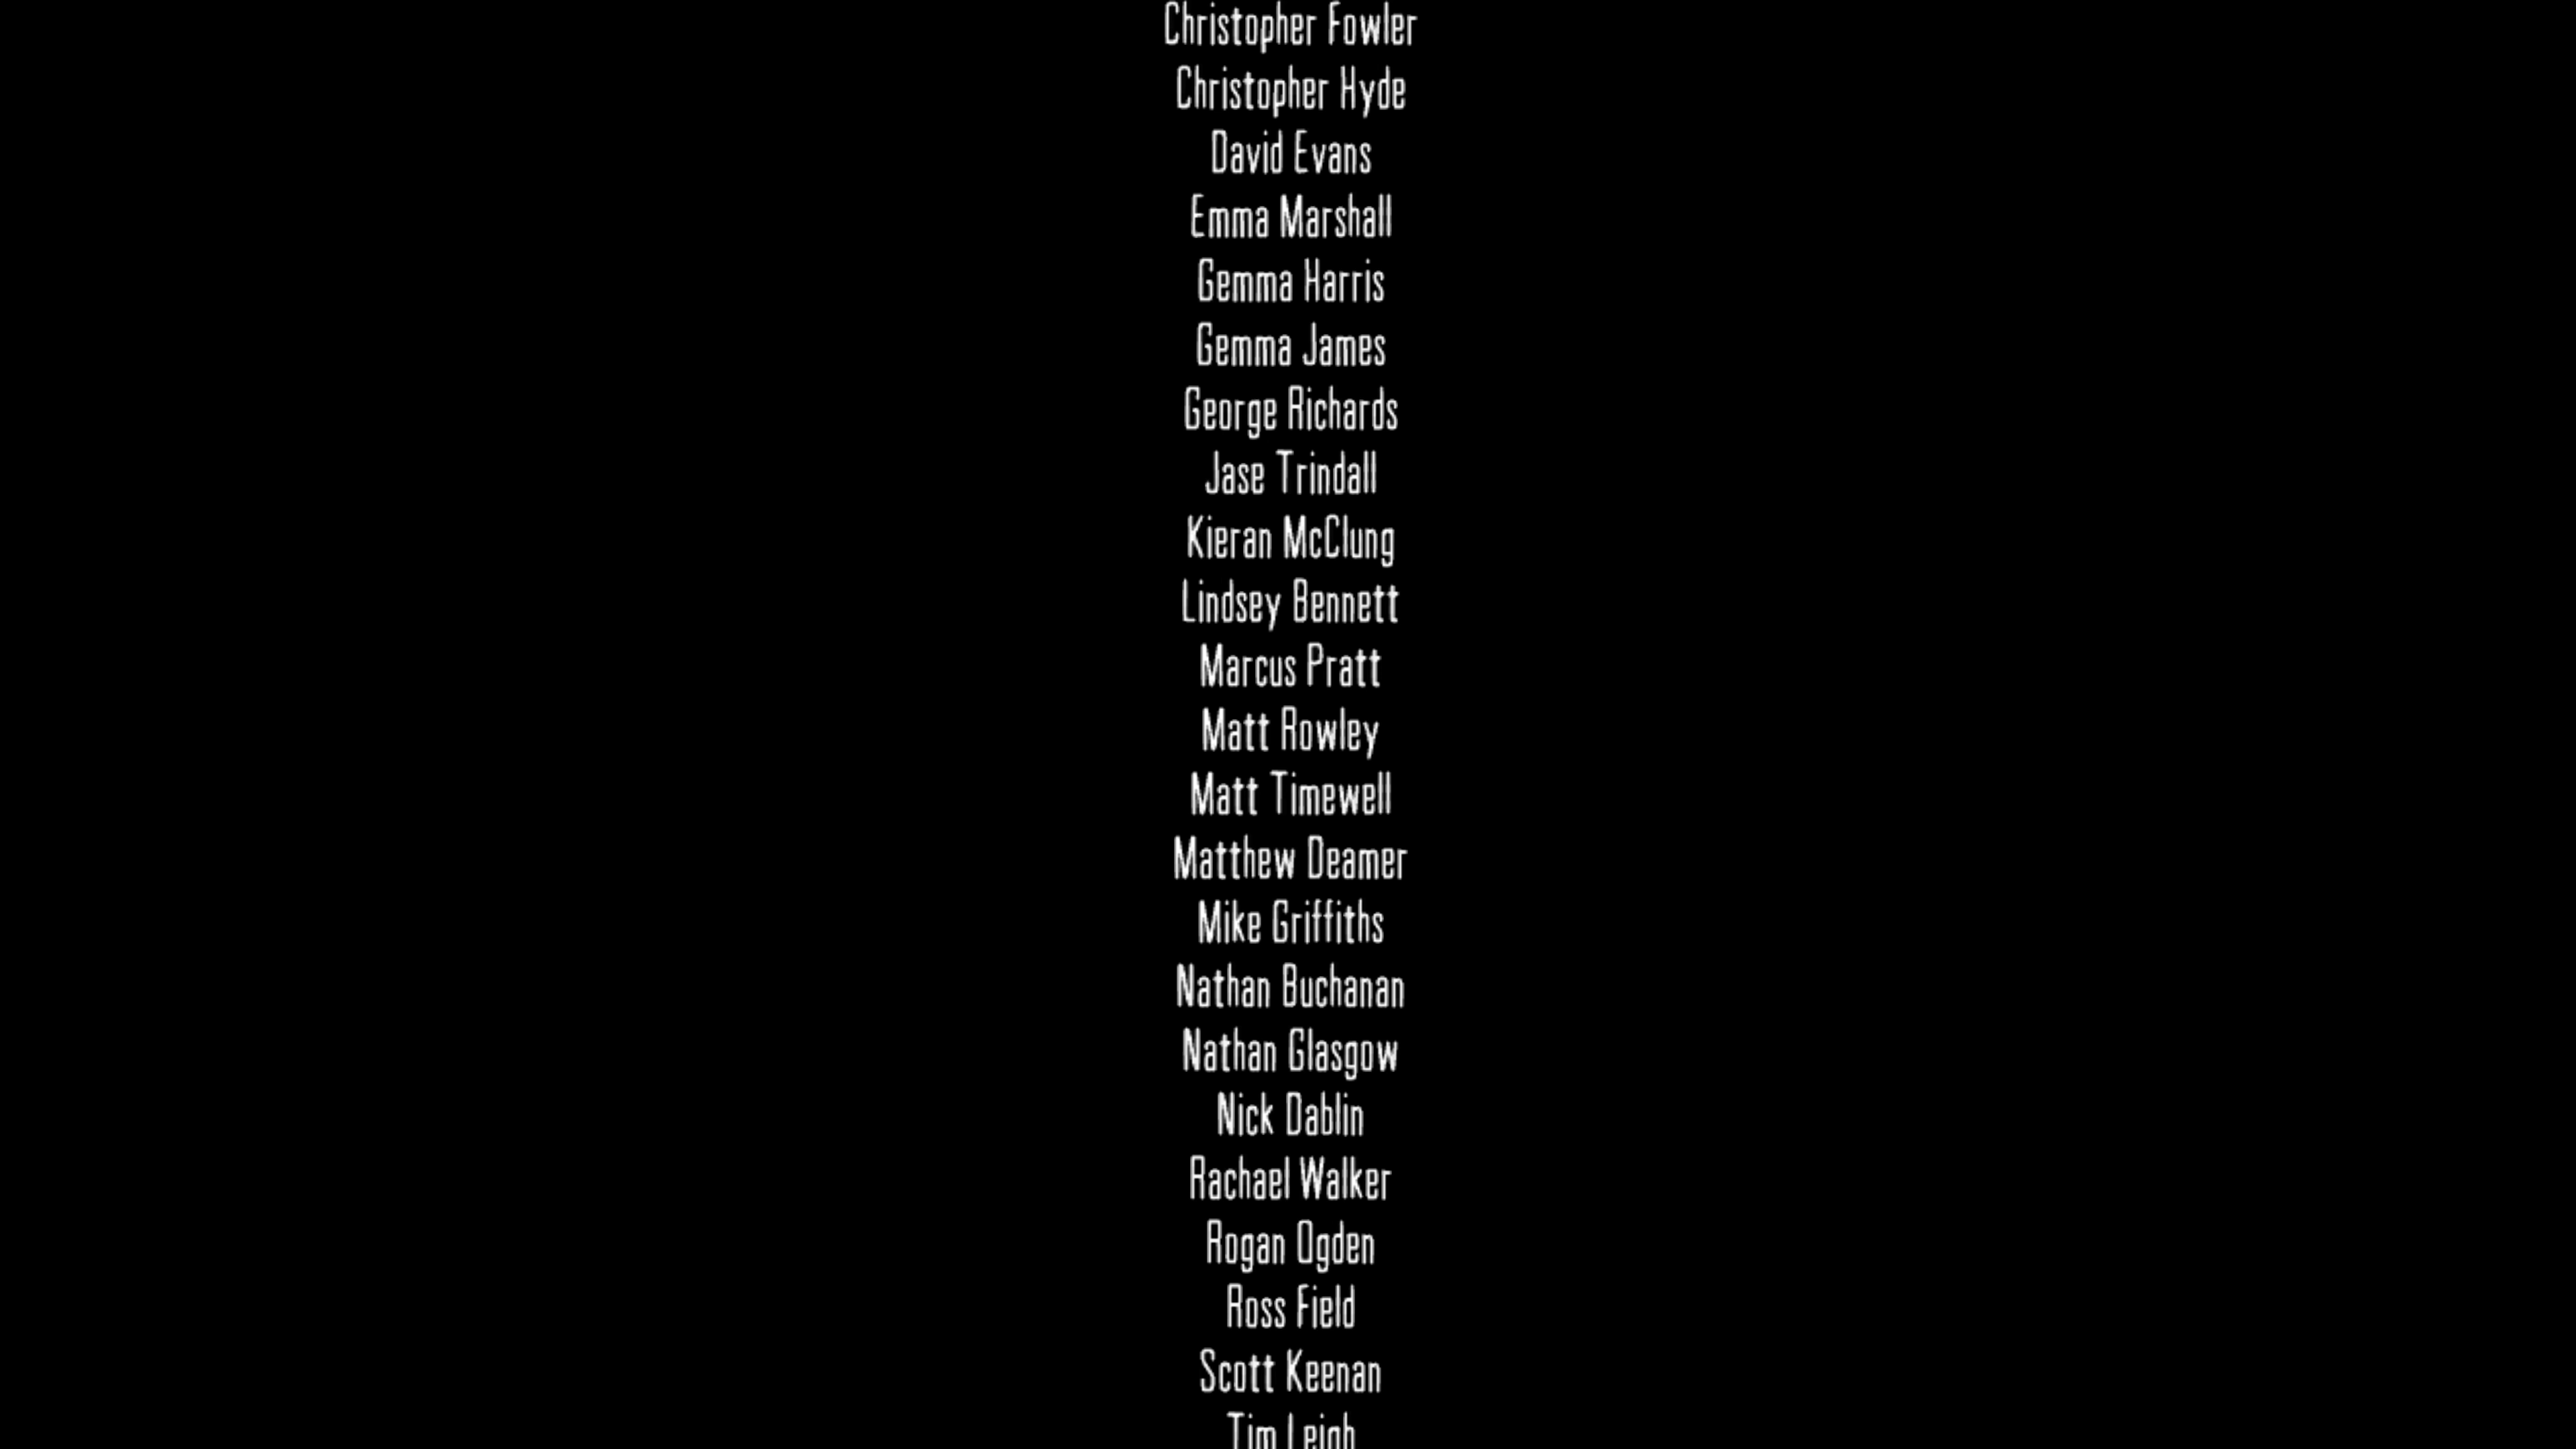 Christopher Fowler
Christopher Hyde
David Evans
Emma Marshall
Gemma Harris
Gemma James
George Richards
Jase Trindall
Kieran McClung
Lindsey Bennett
Marcus Pratt
Matt Rowley
Matt Timewell
Matthew Deamer
Mike Griffiths
Nathan Buchanan
Nathan Glasgow
Nick Dablin
Rachael Walker
Rogan Ogden
Ross Field
Scott Keenan
Tim Leigh